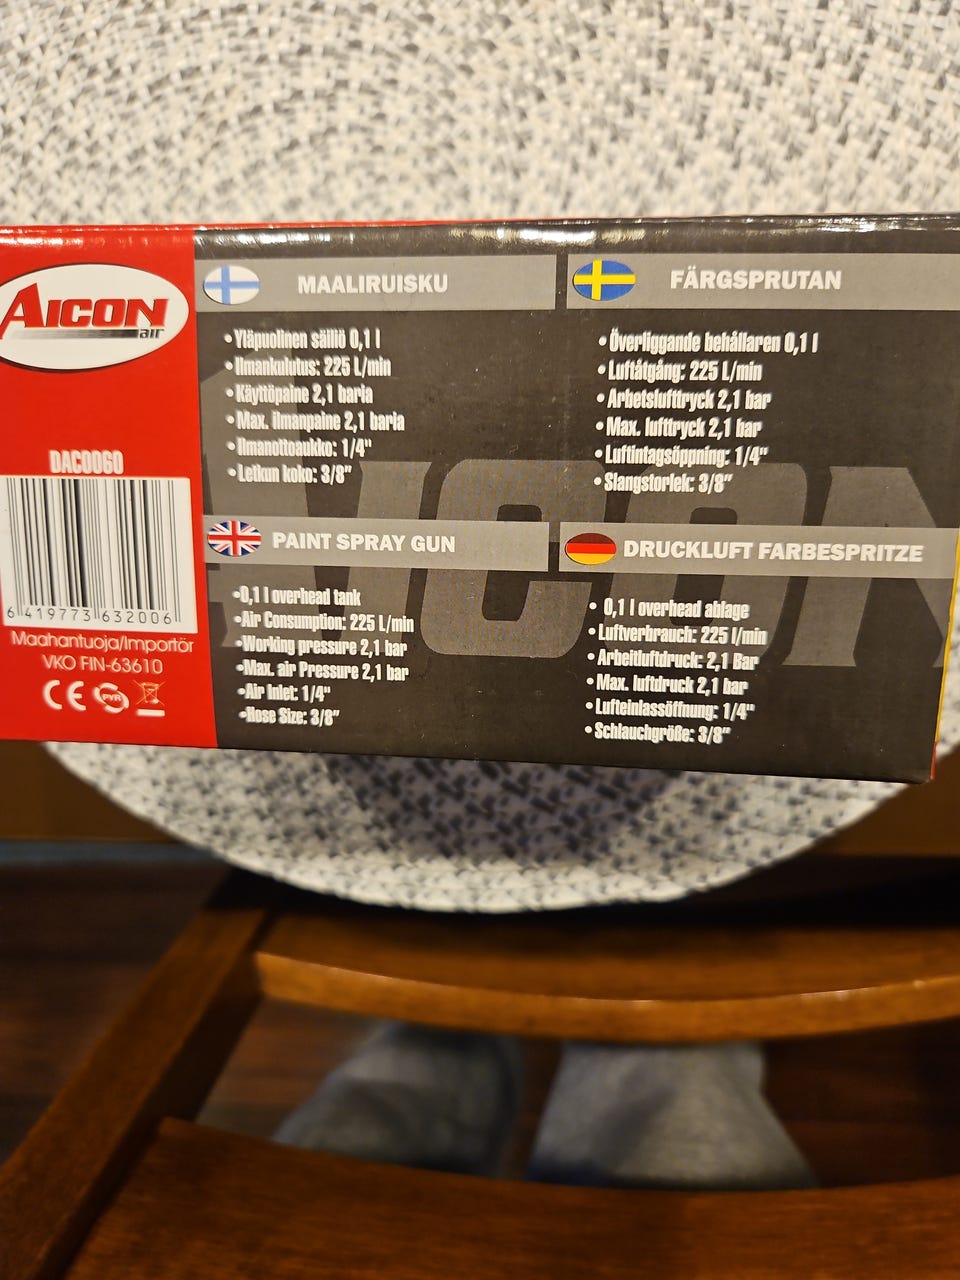 AICON
air
DAC0060
6 419773 632006
Maahantuoja/Importör
VKO FIN-63610
CE PYR
MAALIRUISKU
•Yläpuolinen säiliö 0,1 l
•Ilmankulutus: 225 L/min
•Käyttöpaine 2,1 baria
•Max. ilmanpaine 2,1 baria
•Ilmanottoaukko: 1/4"
•Letkun koko: 3/8"
FÄRGSPRUTAN
•Överliggande behållaren 0,1 l
•Luftåtgång: 225 L/min
•Arbetslufttryck 2,1 bar
•Max. lufttryck 2,1 bar
•Luftintagsöppning: 1/4"
•Slangstorlek: 3/8"
PAINT SPRAY GUN
•0,1 l overhead tank
•Air Consumption: 225 L/min
•Working pressure 2,1 bar
•Max. air Pressure 2,1 bar
•Air Inlet: 1/4"
•Hose Size: 3/8"
DRUCKLUFT FARBESPRITZE
• 0,1 l overhead ablage
•Luftverbrauch: 225 l/min
•Arbeitluftdruck: 2,1 Bar
•Max. luftdruck 2,1 bar
•Lufteinlassöffnung: 1/4"
•Schlauchgröße: 3/8"
AICON